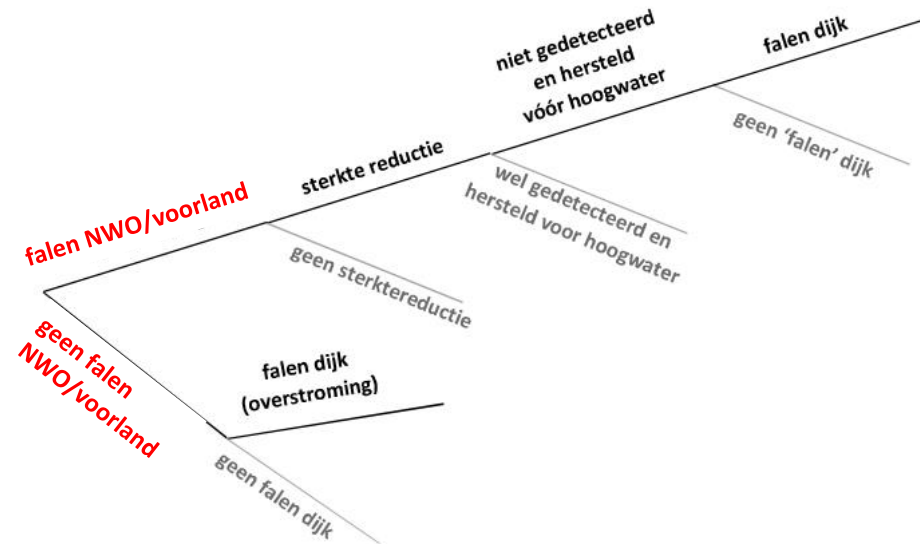 niet gedetecteerd
en hersteld
vóór hoogwater
falen dijk
geen ‘falen’ dijk
sterkte reductie
wel gedetecteerd en
hersteld voor hoogwater
falen NWO/voorland
geen sterktereductie
geen falen
NWO/voorland
falen dijk
(overstroming)
geen falen dijk